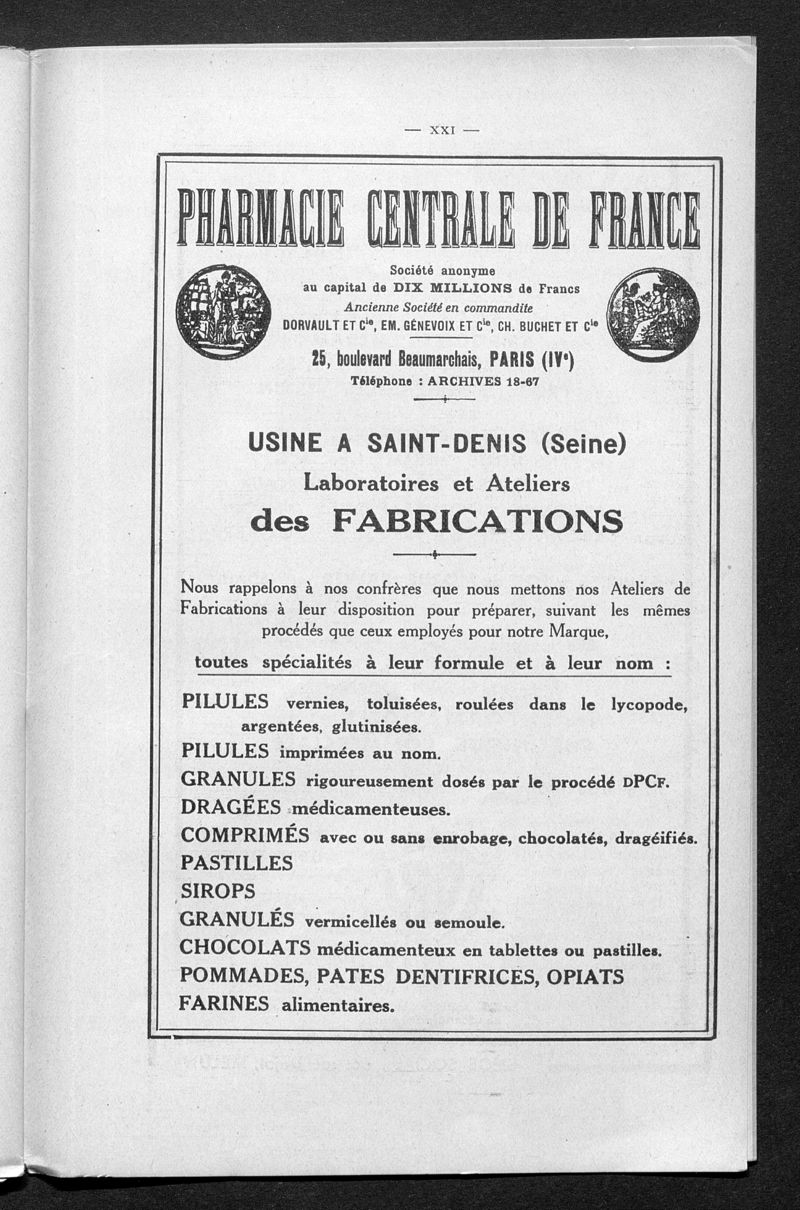 — XXI —
PHARMACIE CENTRALE DE FRANCE
Société anonyme
au capital de DIX MILLIONS de Francs
Ancienne Société en commandite
DORVAULT ET Cie, EM. GÉNEVOIX ET Cie, CH. BUCHET ET Cie
25, boulevard Beaumarchais, PARIS (IVe)
Téléphone : ARCHIVES 18-67
USINE A SAINT-DENIS (Seine)
Laboratoires et Ateliers
des FABRICATIONS
Nous rappelons à nos confrères que nous mettons nos Ateliers de
Fabrications à leur disposition pour préparer, suivant les mêmes
procédés que ceux employés pour notre Marque,
toutes spécialités à leur formule et à leur nom :
PILULES vernies, toluisées, roulées dans le lycopode,
argentées, glutinisées.
PILULES imprimées au nom.
GRANULES rigoureusement dosés par le procédé DPCF.
DRAGÉES médicamenteuses.
COMPRIMÉS avec ou sans enrobage, chocolatés, dragéifiés.
PASTILLES
SIROPS
GRANULÉS vermicellés ou semoule.
CHOCOLATS médicamenteux en tablettes ou pastilles.
POMMADES, PATES DENTIFRICES, OPIATS
FARINES alimentaires.